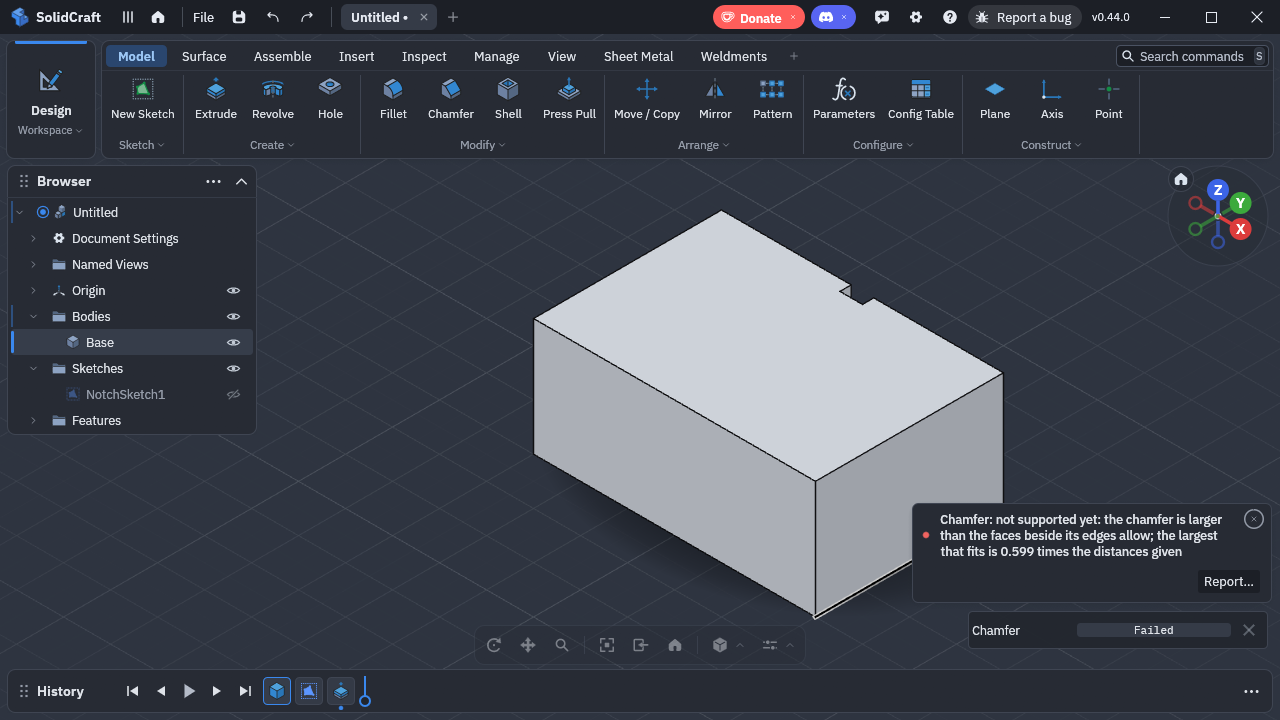 SolidCraft
File
Untitled •
Donate
Report a bug
v0.44.0
Design
Workspace
Model
Surface
Assemble
Insert
Inspect
Manage
View
Sheet Metal
Weldments
Search commands
S
New Sketch
Extrude
Revolve
Hole
Fillet
Chamfer
Shell
Press Pull
Move / Copy
Mirror
Pattern
Parameters
Config Table
Plane
Axis
Point
Sketch
Create
Modify
Arrange
Configure
Construct
Browser
Untitled
Document Settings
Named Views
Origin
Bodies
Base
Sketches
NotchSketch1
Features
Z
Y
X
Chamfer: not supported yet: the chamfer is larger
than the faces beside its edges allow; the largest
that fits is 0.599 times the distances given
Report...
Chamfer
Failed
History